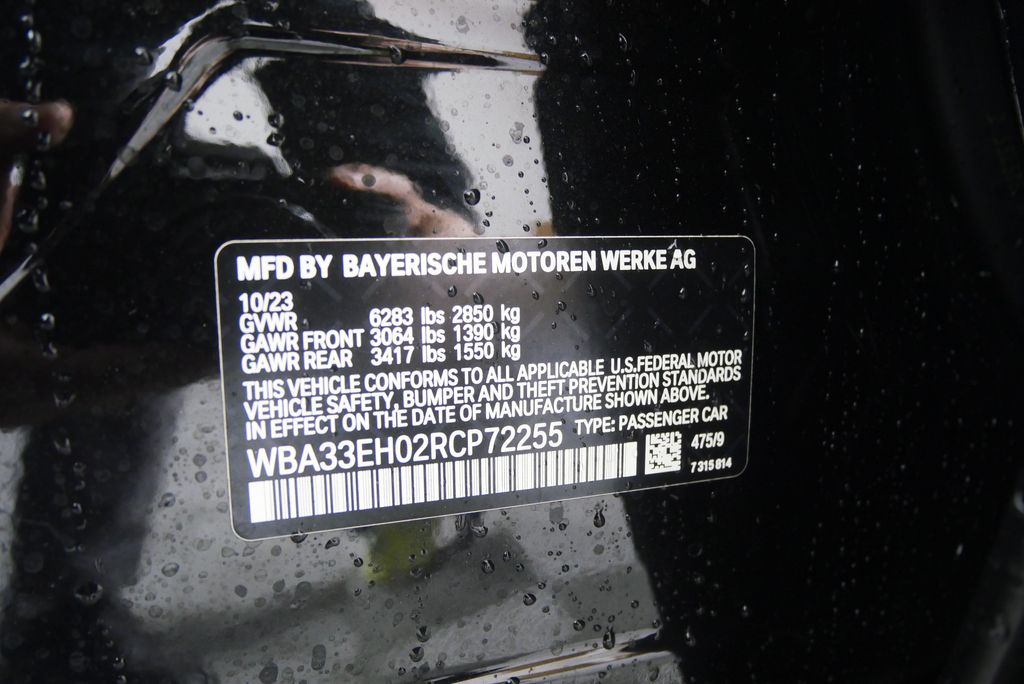 MFD BY BAYERISCHE MOTOREN WERKE AG
10/23
GVWR 6283 lbs 2850 kg
GAWR FRONT 3064 lbs 1390 kg
GAWR REAR 3417 lbs 1550 kg
THIS VEHICLE CONFORMS TO ALL APPLICABLE U.S.FEDERAL MOTOR
VEHICLE SAFETY, BUMPER AND THEFT PREVENTION STANDARDS
IN EFFECT ON THE DATE OF MANUFACTURE SHOWN ABOVE.
WBA33EH02RCP72255 TYPE: PASSENGER CAR
475/9
7 315 814